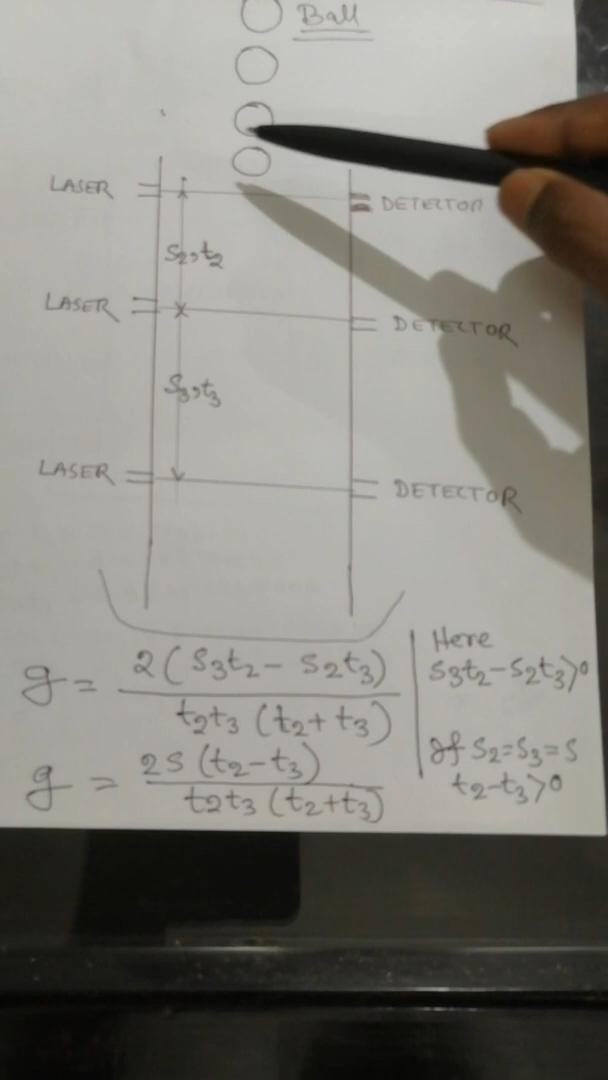 Ball
LASER
DETECTOR
S2,t2
LASER
DETECTOR
S3,t3
LASER
DETECTOR
g = 2(S3t2 - S2t3) / t2t3 (t2 + t3)
Here
S3t2 - S2t3 > 0
g = 2S (t2 - t3) / t2t3 (t2 + t3)
If S2 = S3 = S
t2 - t3 > 0